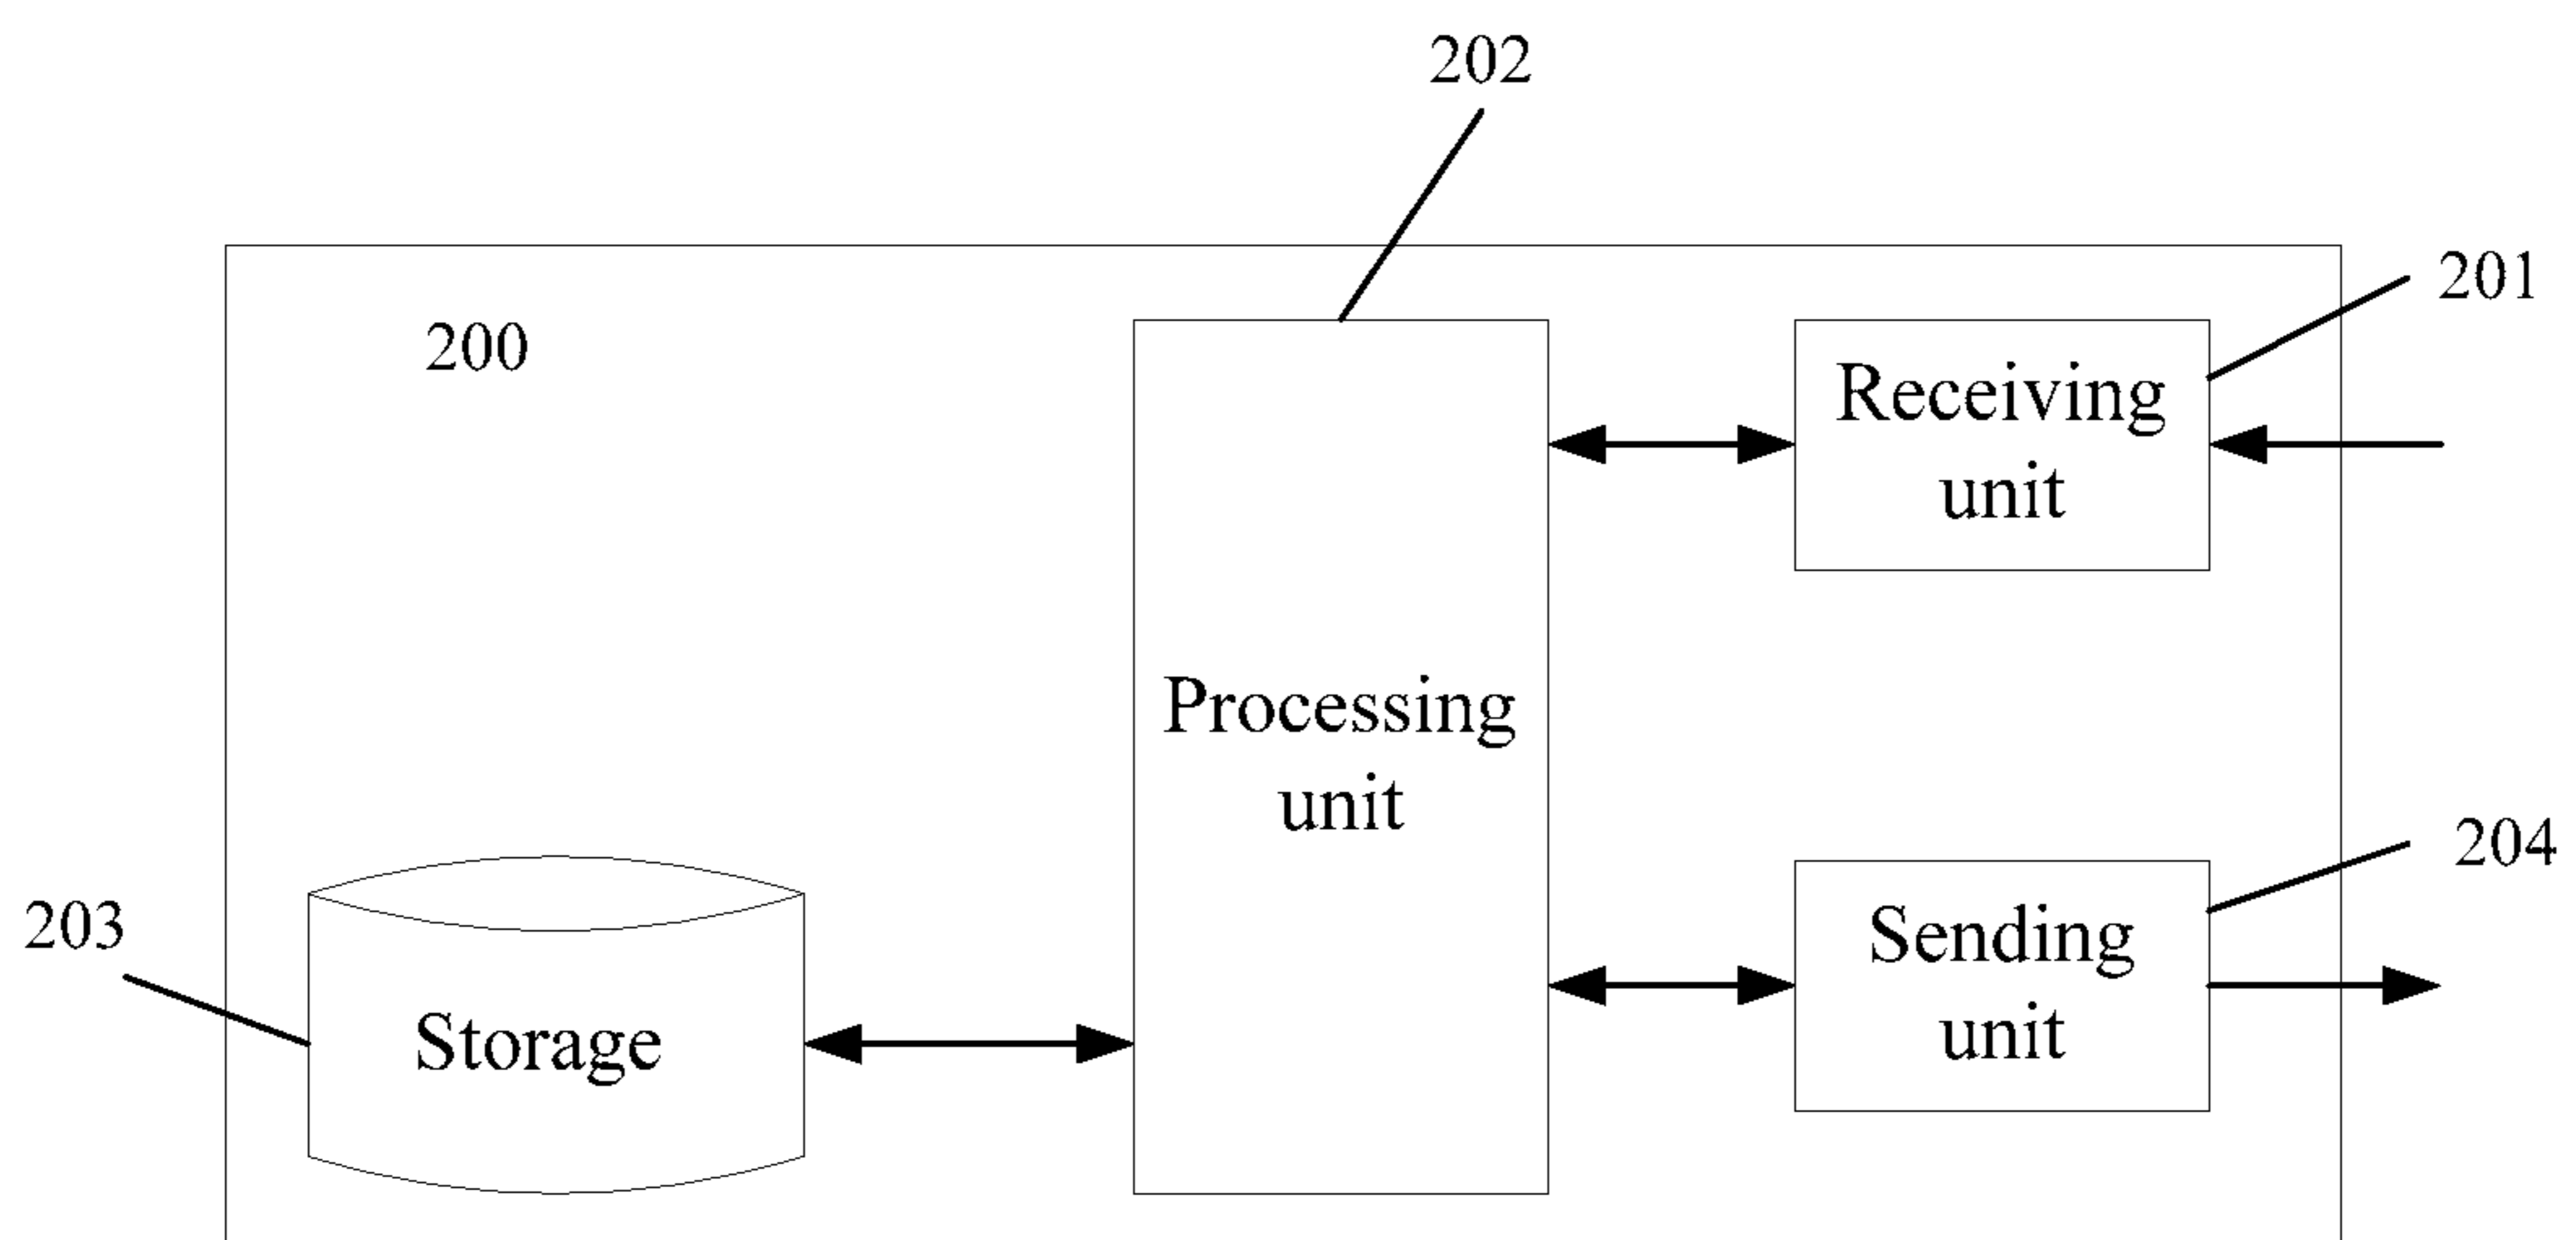 202
201
200
Receiving
unit
Processing
unit
204
203
Sending
unit
Storage